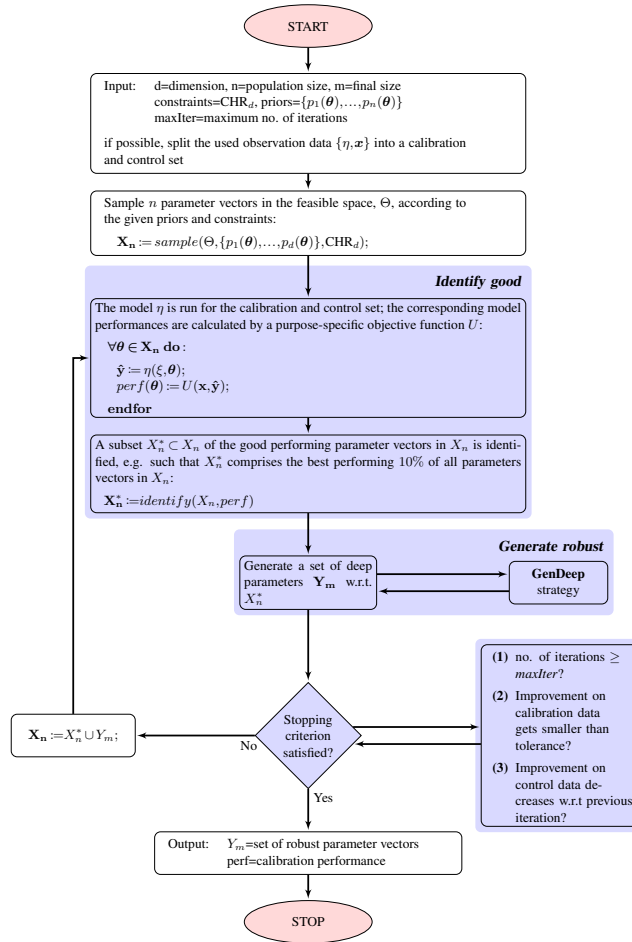 START
Input: d=dimension, n=population size, m=final size
constraints=CHR_d, priors={p_1(θ),...,p_n(θ)}
maxIter=maximum no. of iterations
if possible, split the used observation data {η,x} into a calibration
and control set
Sample n parameter vectors in the feasible space, Θ, according to
the given priors and constraints:
X_n:=sample(Θ,{p_1(θ),...,p_d(θ)},CHR_d);
Identify good
The model η is run for the calibration and control set; the corresponding model
performances are calculated by a purpose-specific objective function U:
∀θ ∈ X_n do:
ŷ:=η(ξ,θ);
perf(θ):=U(x,ŷ);
endfor
A subset X_n^* ⊂ X_n of the good performing parameter vectors in X_n is identi-
fied, e.g. such that X_n^* comprises the best performing 10% of all parameters
vectors in X_n:
X_n^*:=identify(X_n,perf)
Generate robust
Generate a set of deep
parameters Y_m w.r.t.
X_n^*
GenDeep
strategy
(1) no. of iterations ≥
maxIter?
(2) Improvement on
calibration data
gets smaller than
tolerance?
(3) Improvement on
control data de-
creases w.r.t previous
iteration?
Stopping
criterion
satisfied?
No
X_n:=X_n^* ∪ Y_m;
Yes
Output: Y_m=set of robust parameter vectors
perf=calibration performance
STOP